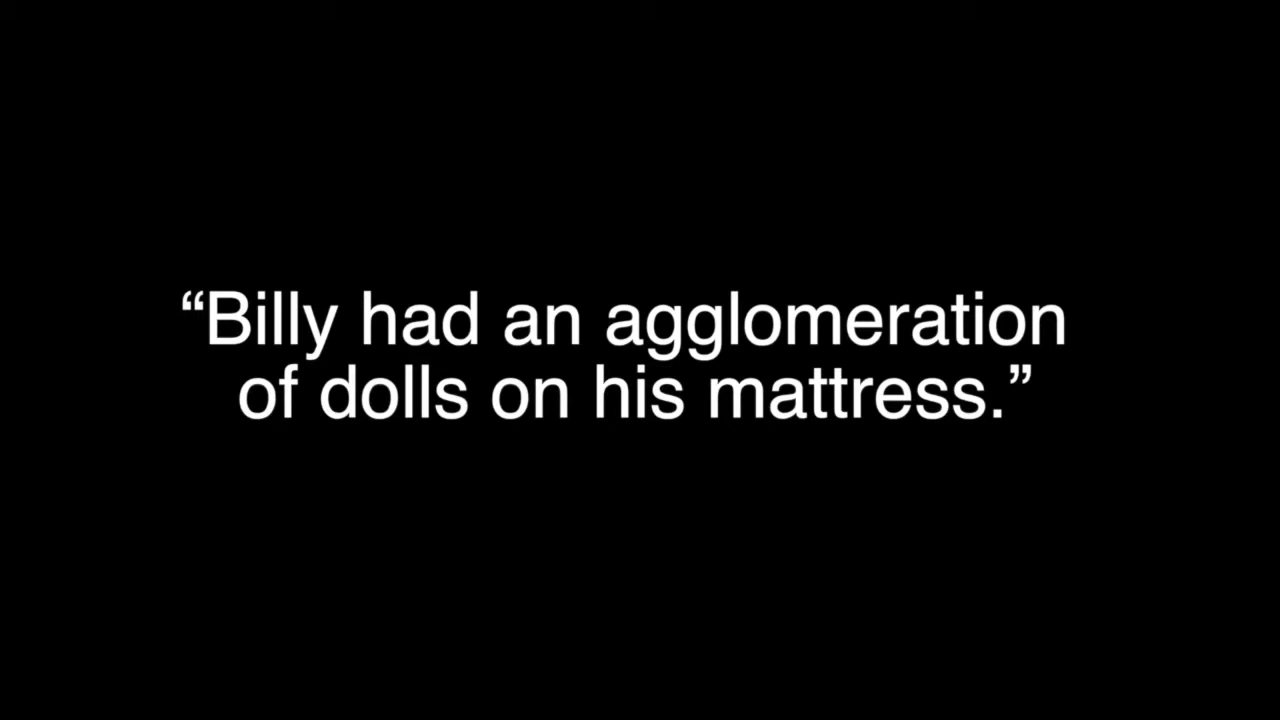 “Billy had an agglomeration
of dolls on his mattress.”